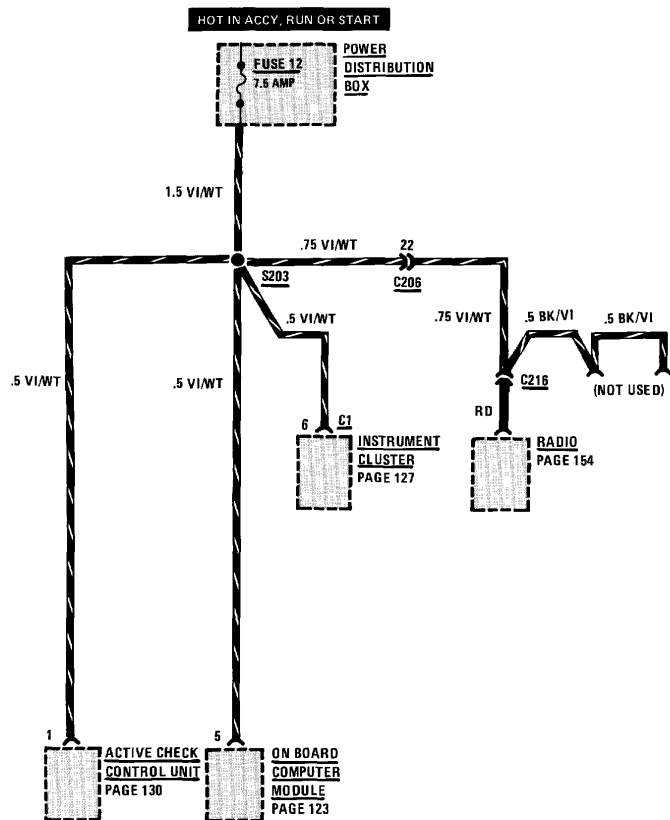 HOT IN ACCY, RUN OR START
POWER
DISTRIBUTION
BOX
FUSE 12
7.5 AMP
1.5 VI/WT
.75 VI/WT
22
S203
C206
.5 VI/WT
.75 VI/WT
.5 BK/VI
.5 BK/VI
.5 VI/WT
.5 VI/WT
C216
(NOT USED)
RD
6
C1
INSTRUMENT
CLUSTER
PAGE 127
RADIO
PAGE 154
1
ACTIVE CHECK
CONTROL UNIT
PAGE 130
5
ON BOARD
COMPUTER
MODULE
PAGE 123